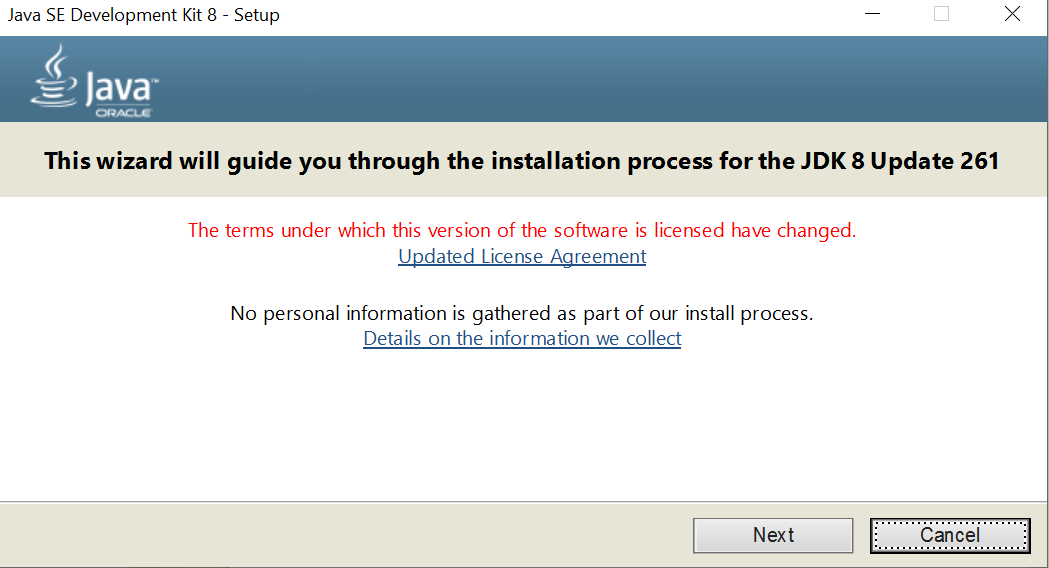 Java SE Development Kit 8 - Setup
Java™
ORACLE
This wizard will guide you through the installation process for the JDK 8 Update 261
The terms under which this version of the software is licensed have changed.
Updated License Agreement
No personal information is gathered as part of our install process.
Details on the information we collect
Next Cancel